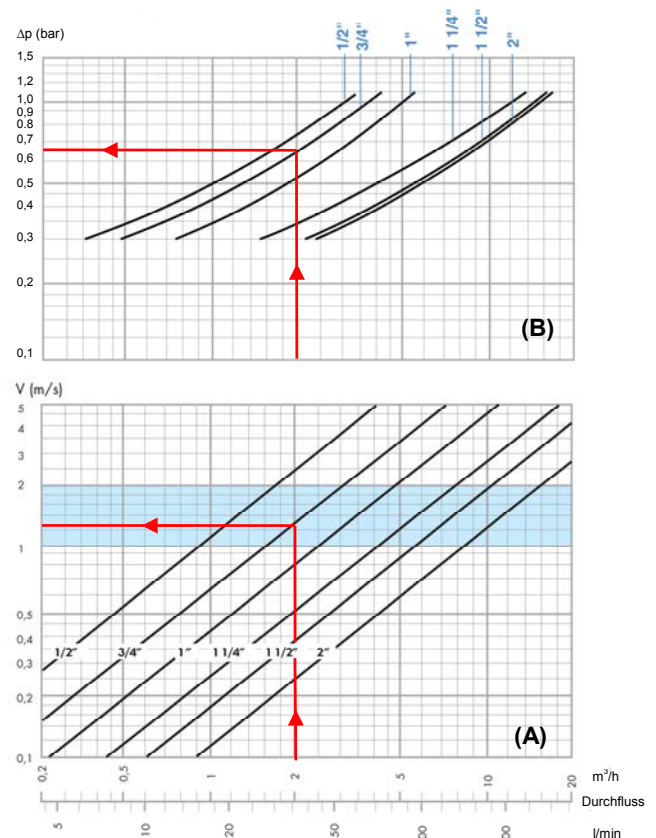 Δp (bar)
1/2" 3/4" 1" 1 1/4" 1 1/2" 2"
1,5
1,2
1,0
0,9
0,8
0,7
0,6
0,5
0,4
0,3
0,2
0,1
(B)
V (m/s)
5
4
3
2
1
0,5
0,4
0,3
0,2
0,1
1/2" 3/4" 1" 1 1/4" 1 1/2" 2"
(A)
0,2 0,5 1 2 5 10 20 m³/h
Durchfluss
5 10 20 50 00 00 l/min